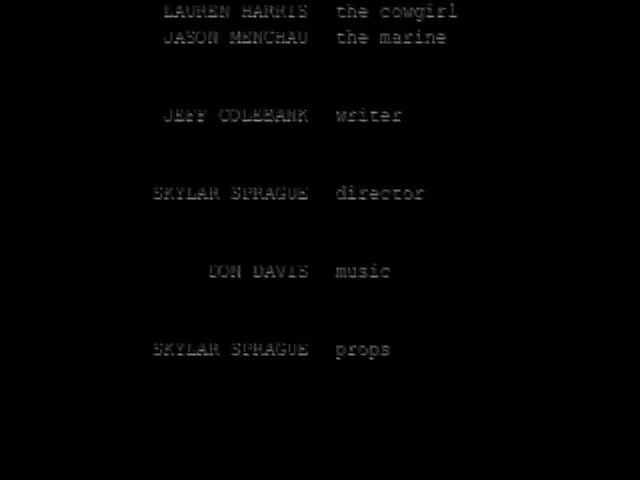 LAUREN HARRIS the cowgirl
JASON MENCHAU the marine
JEFF COLEBANK writer
SKYLAR SPRAGUE director
DON DAVIS music
SKYLAR SPRAGUE props